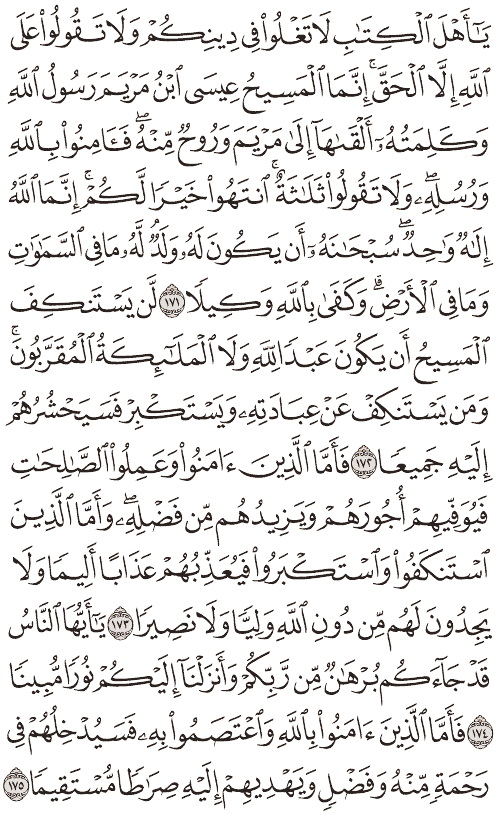 يَٰٓأَهۡلَ ٱلۡكِتَٰبِ لَا تَغۡلُواْ فِي دِينِكُمۡ وَلَا تَقُولُواْ عَلَى
ٱللَّهِ إِلَّا ٱلۡحَقَّۚ إِنَّمَا ٱلۡمَسِيحُ عِيسَى ٱبۡنُ مَرۡيَمَ رَسُولُ ٱللَّهِ
وَكَلِمَتُهُۥٓ أَلۡقَىٰهَآ إِلَىٰ مَرۡيَمَ وَرُوحٞ مِّنۡهُۖ فَـَٔامِنُواْ بِٱللَّهِ
وَرُسُلِهِۦۖ وَلَا تَقُولُواْ ثَلَٰثَةٌۚ ٱنتَهُواْ خَيۡرٗا لَّكُمۡۚ إِنَّمَا ٱللَّهُ
إِلَٰهٞ وَٰحِدٞۖ سُبۡحَٰنَهُۥٓ أَن يَكُونَ لَهُۥ وَلَدٞۘ لَّهُۥ مَا فِي ٱلسَّمَٰوَٰتِ
وَمَا فِي ٱلۡأَرۡضِۗ وَكَفَىٰ بِٱللَّهِ وَكِيلٗا ١٧١ لَّن يَسۡتَنكِفَ
ٱلۡمَسِيحُ أَن يَكُونَ عَبۡدٗا لِّلَّهِ وَلَا ٱلۡمَلَٰٓئِكَةُ ٱلۡمُقَرَّبُونَۚ
وَمَن يَسۡتَنكِفۡ عَنۡ عِبَادَتِهِۦ وَيَسۡتَكۡبِرۡ فَسَيَحۡشُرُهُمۡ
إِلَيۡهِ جَمِيعٗا ١٧٢ فَأَمَّا ٱلَّذِينَ ءَامَنُواْ وَعَمِلُواْ ٱلصَّٰلِحَٰتِ
فَيُوَفِّيهِمۡ أُجُورَهُمۡ وَيَزِيدُهُم مِّن فَضۡلِهِۦۖ وَأَمَّا ٱلَّذِينَ
ٱسۡتَنكَفُواْ وَٱسۡتَكۡبَرُواْ فَيُعَذِّبُهُمۡ عَذَابًا أَلِيمٗا وَلَا
يَجِدُونَ لَهُم مِّن دُونِ ٱللَّهِ وَلِيّٗا وَلَا نَصِيرٗا ١٧٣ يَٰٓأَيُّهَا ٱلنَّاسُ
قَدۡ جَآءَكُم بُرۡهَٰنٞ مِّن رَّبِّكُمۡ وَأَنزَلۡنَآ إِلَيۡكُمۡ نُورٗا مُّبِينٗا
١٧٤ فَأَمَّا ٱلَّذِينَ ءَامَنُواْ بِٱللَّهِ وَٱعۡتَصَمُواْ بِهِۦ فَسَيُدۡخِلُهُمۡ فِي
رَحۡمَةٖ مِّنۡهُ وَفَضۡلٖ وَيَهۡدِيهِمۡ إِلَيۡهِ صِرَٰطٗا مُّسۡتَقِيمٗا ١٧٥